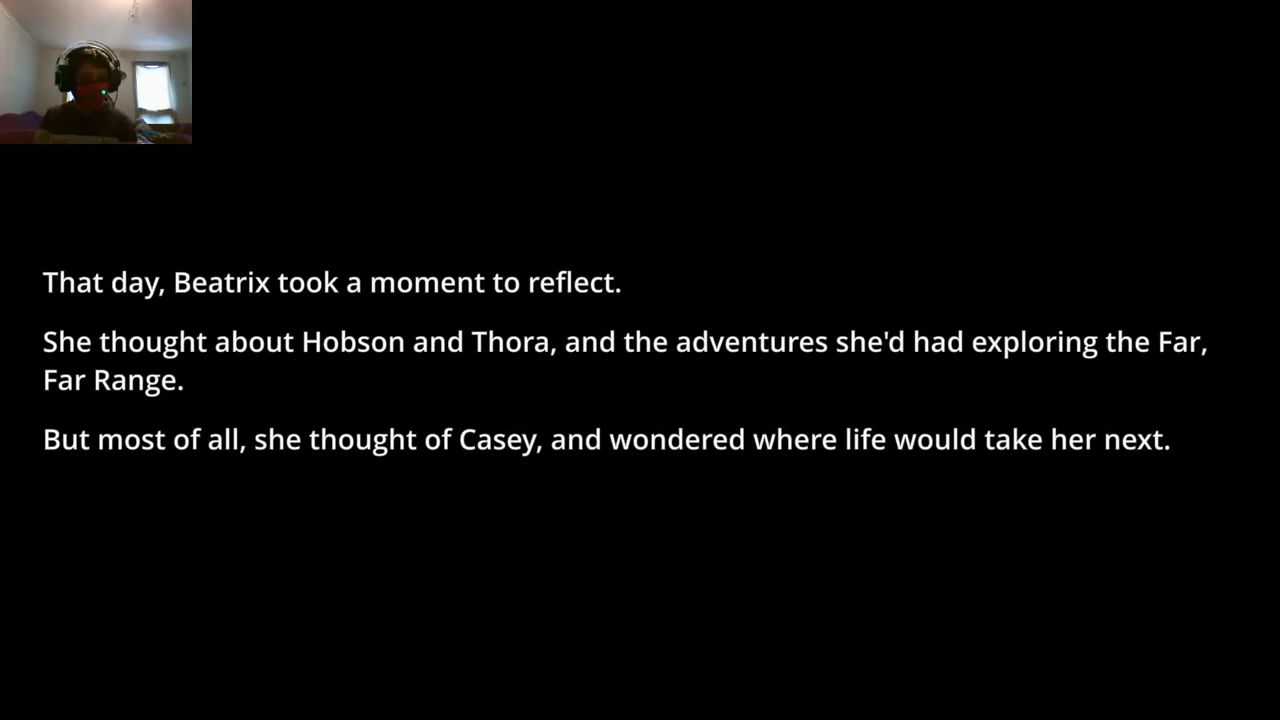 That day, Beatrix took a moment to reflect.
She thought about Hobson and Thora, and the adventures she'd had exploring the Far,
Far Range.
But most of all, she thought of Casey, and wondered where life would take her next.